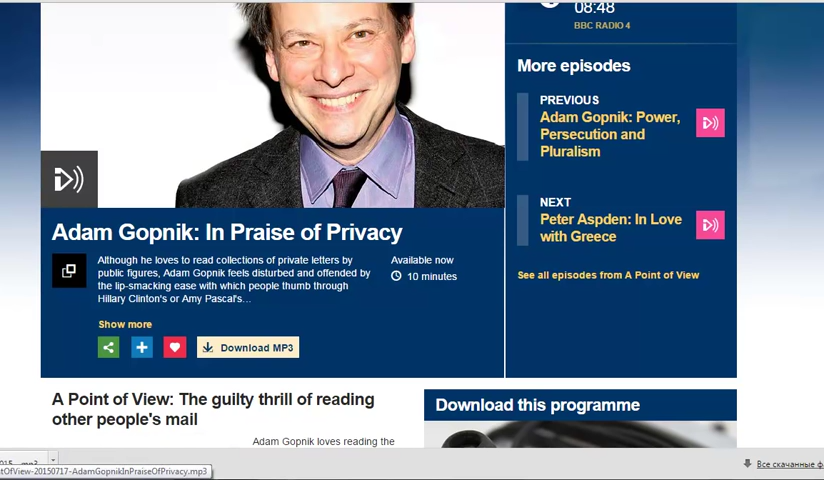 08:48
BBC RADIO 4
More episodes
PREVIOUS
Adam Gopnik: Power,
Persecution and
Pluralism
NEXT
Peter Aspden: In Love
with Greece
See all episodes from A Point of View
Adam Gopnik: In Praise of Privacy
Although he loves to read collections of private letters by
public figures, Adam Gopnik feels disturbed and offended by
the lip-smacking ease with which people thumb through
Hillary Clinton's or Amy Pascal's...
Available now
10 minutes
Show more
Download MP3
A Point of View: The guilty thrill of reading
other people's mail
Adam Gopnik loves reading the
Download this programme
ntOfView-20150717-AdamGopnikInPraiseOfPrivacy.mp3
Все скачанные ф